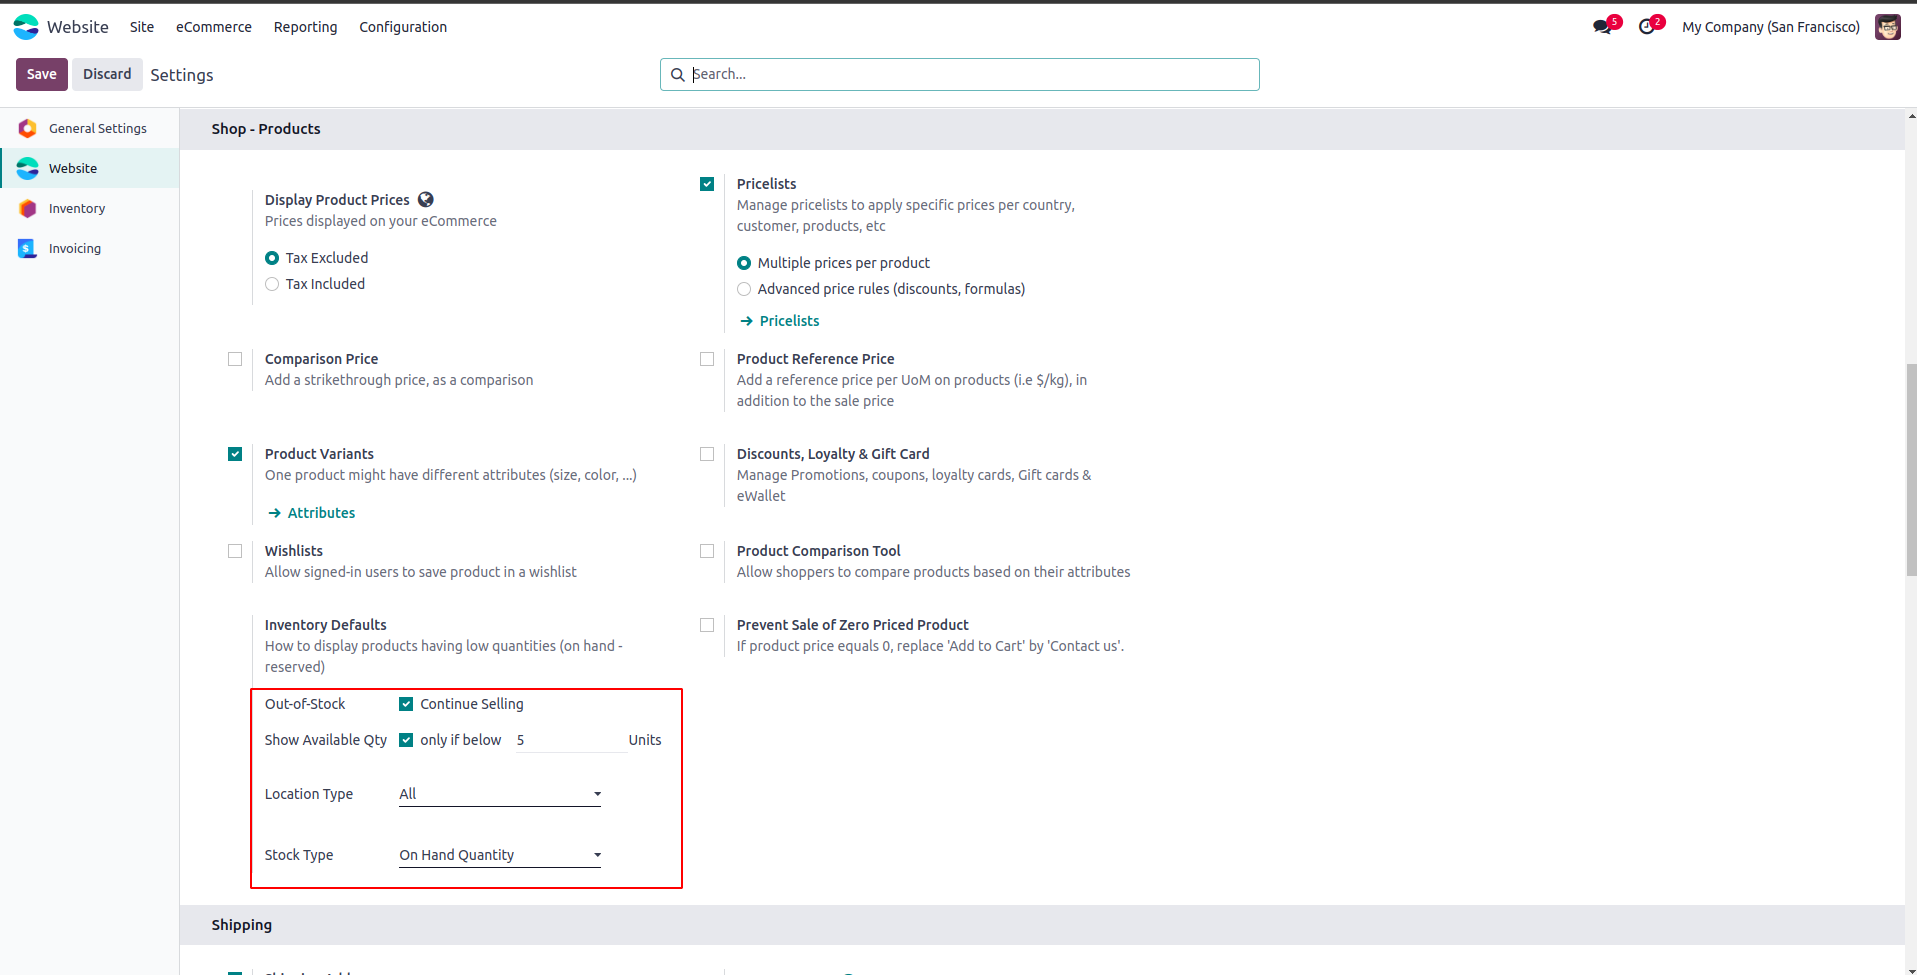 Website
Site
eCommerce
Reporting
Configuration
5
2
My Company (San Francisco)
Save
Discard
Settings
Search...
General Settings
Website
Inventory
Invoicing
Shop - Products
Display Product Prices
Prices displayed on your eCommerce
Tax Excluded
Tax Included
Pricelists
Manage pricelists to apply specific prices per country,
customer, products, etc
Multiple prices per product
Advanced price rules (discounts, formulas)
Pricelists
Comparison Price
Add a strikethrough price, as a comparison
Product Reference Price
Add a reference price per UoM on products (i.e $/kg), in
addition to the sale price
Product Variants
One product might have different attributes (size, color, ...)
Attributes
Discounts, Loyalty & Gift Card
Manage Promotions, coupons, loyalty cards, Gift cards &
eWallet
Wishlists
Allow signed-in users to save product in a wishlist
Product Comparison Tool
Allow shoppers to compare products based on their attributes
Inventory Defaults
How to display products having low quantities (on hand -
reserved)
Prevent Sale of Zero Priced Product
If product price equals 0, replace 'Add to Cart' by 'Contact us'.
Out-of-Stock
Continue Selling
Show Available Qty
only if below
5
Units
Location Type
All
Stock Type
On Hand Quantity
Shipping